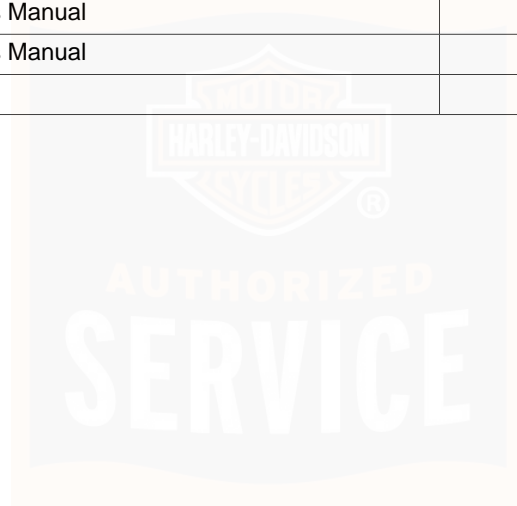 Manual
Manual
MOTOR
HARLEY-DAVIDSON
CYCLES
®
AUTHORIZED
SERVICE